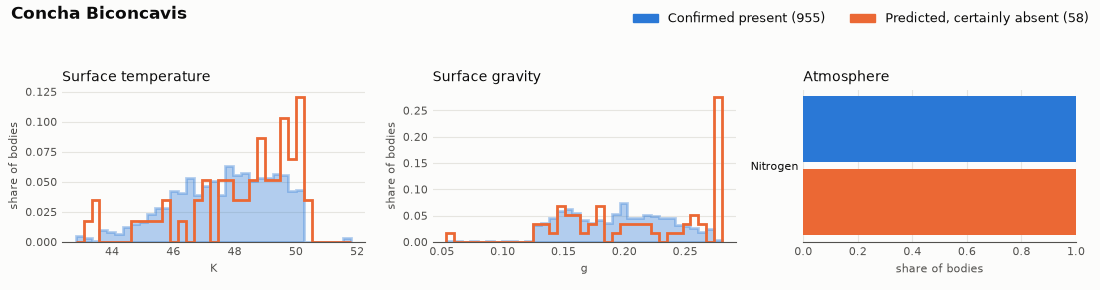 Concha Biconcavis
Confirmed present (955)
Predicted, certainly absent (58)
Surface temperature
share of bodies
0.125
0.100
0.075
0.050
0.025
0.000
44
46
48
50
52
K
Surface gravity
share of bodies
0.25
0.20
0.15
0.10
0.05
0.00
0.05
0.10
0.15
0.20
0.25
g
Atmosphere
Nitrogen
0.0
0.2
0.4
0.6
0.8
1.0
share of bodies